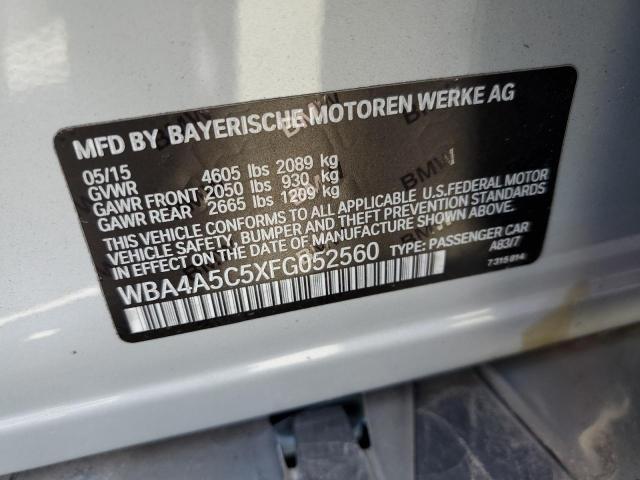 MFD BY BAYERISCHE MOTOREN WERKE AG
05/15
GVWR 4605 lbs 2089 kg
GAWR FRONT 2050 lbs 930 kg
GAWR REAR 2665 lbs 1209 kg
THIS VEHICLE CONFORMS TO ALL APPLICABLE U.S.FEDERAL MOTOR
VEHICLE SAFETY, BUMPER AND THEFT PREVENTION STANDARDS
IN EFFECT ON THE DATE OF MANUFACTURE SHOWN ABOVE.
WBA4A5C5XFG052560 TYPE: PASSENGER CAR
A83/7
7 315 814